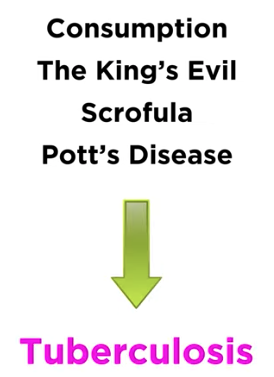 Consumption
The King's Evil
Scrofula
Pott's Disease
Tuberculosis